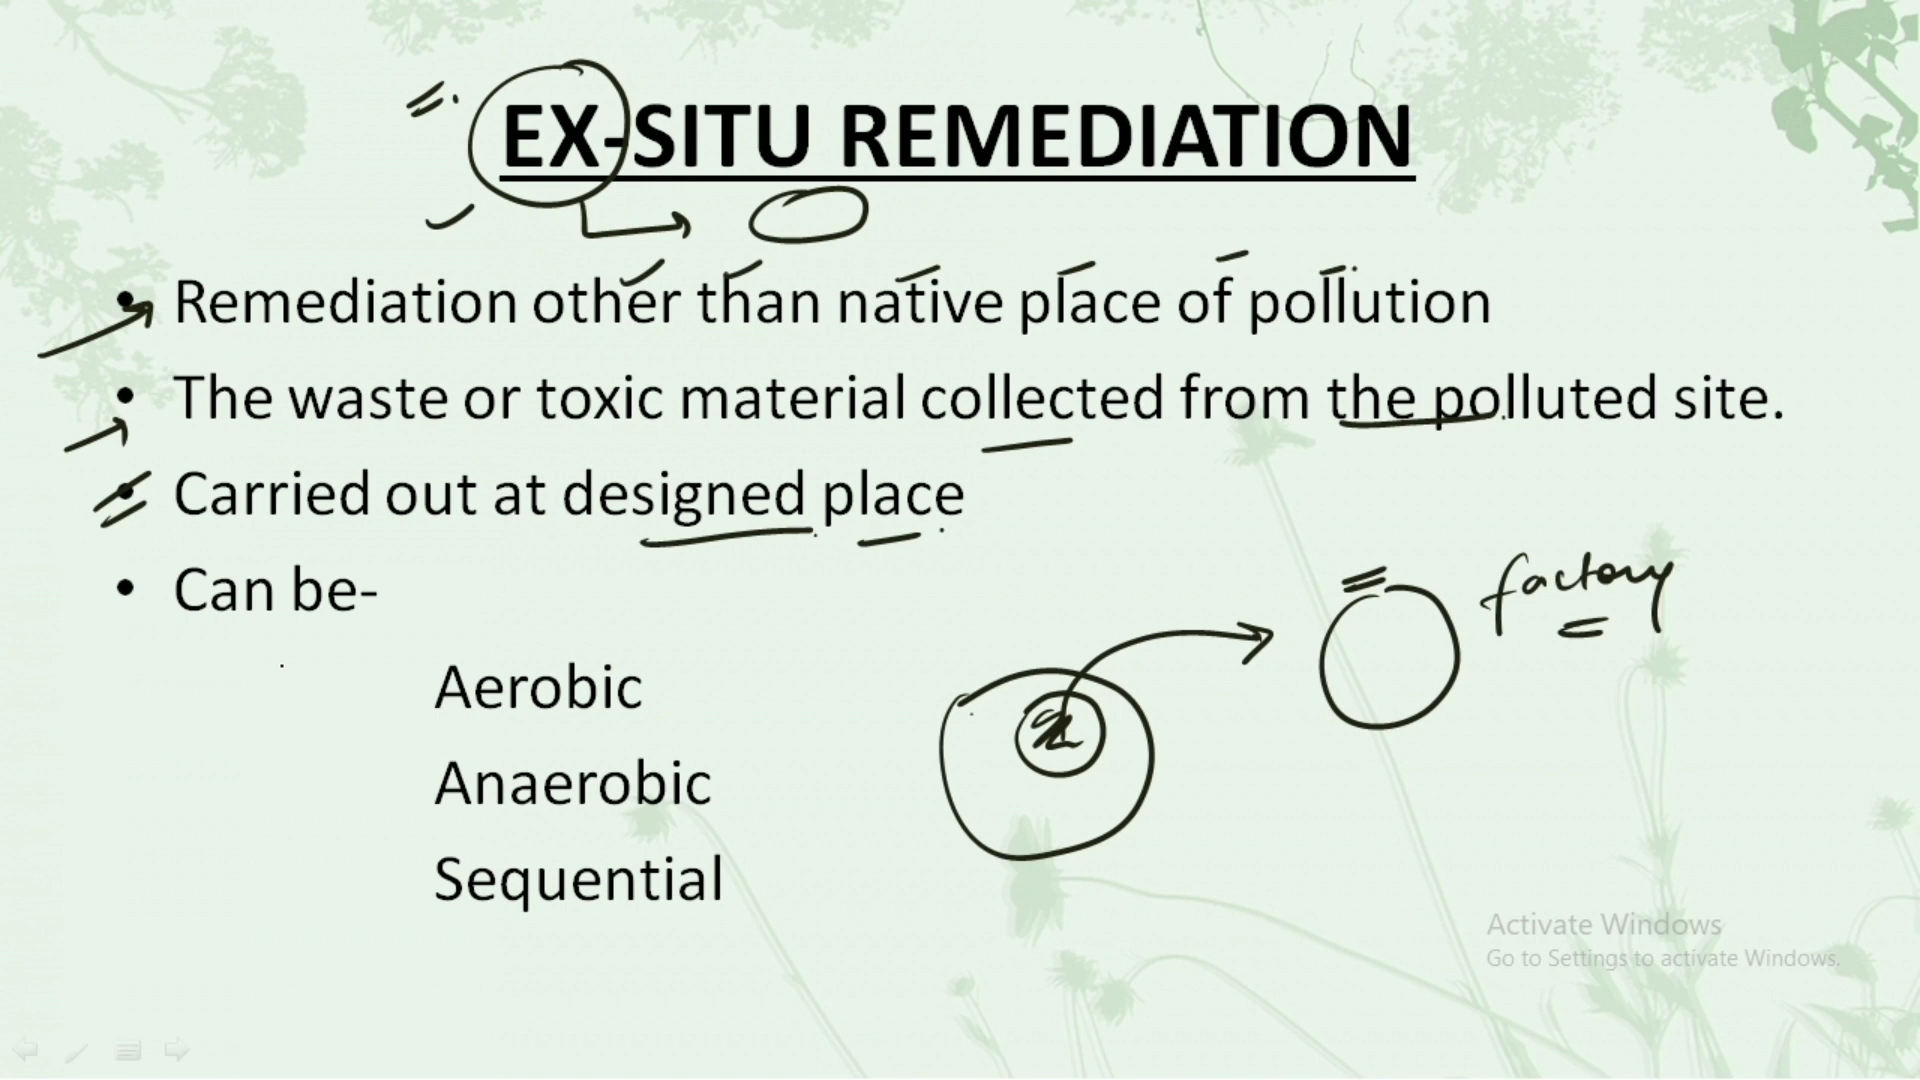 EX-SITU REMEDIATION
• Remediation other than native place of pollution
• The waste or toxic material collected from the polluted site.
• Carried out at designed place
• Can be-
factory
Aerobic
Anaerobic
Sequential
Activate Windows
Go to Settings to activate Windows.